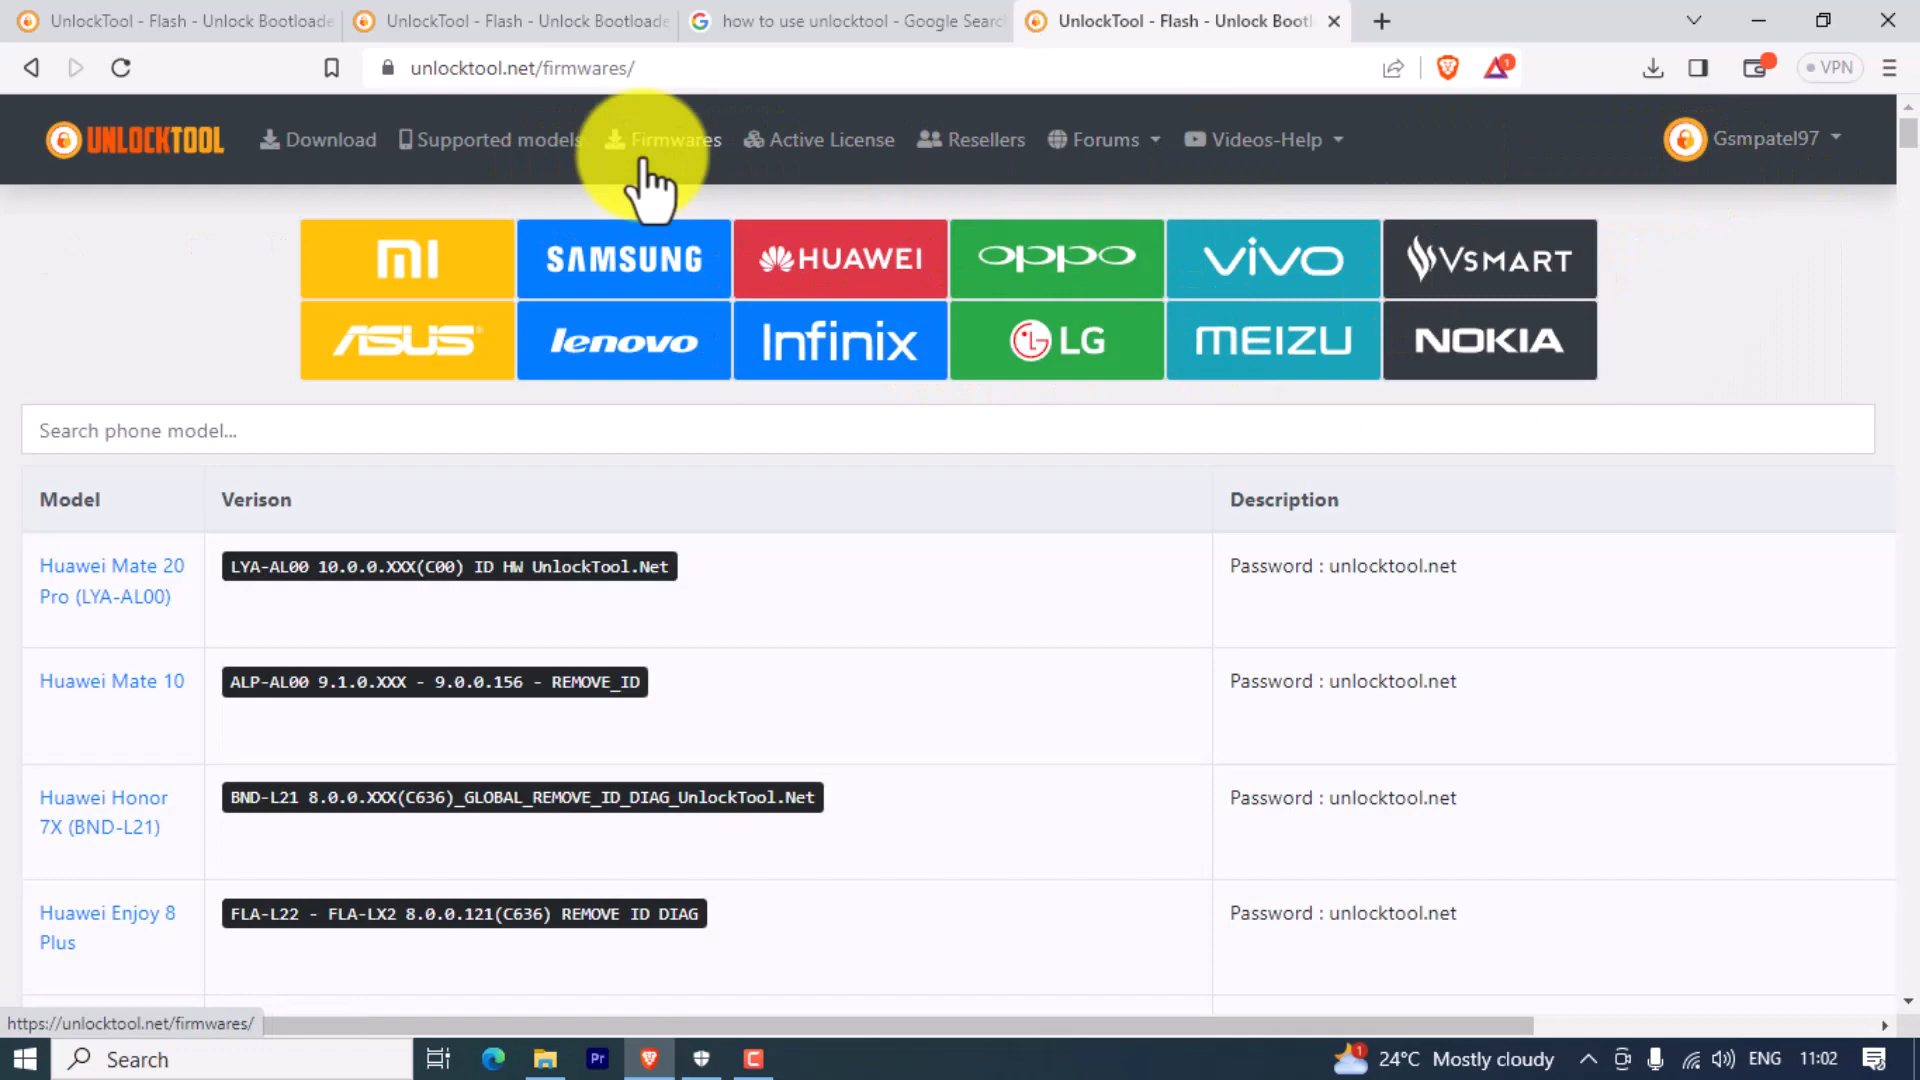 UnlockTool - Flash - Unlock Bootloade
UnlockTool - Flash - Unlock Bootloade
how to use unlocktool - Google Searc
UnlockTool - Flash - Unlock Bootl
unlocktool.net/firmwares/
1
VPN
UNLOCKTOOL
Download
Supported models
Firmwares
Active License
Resellers
Forums
Videos-Help
Gsmpatel97
MI
SAMSUNG
HUAWEI
oppo
vivo
VSMART
ASUS
lenovo
Infinix
LG
MEIZU
NOKIA
Search phone model...
Model
Verison
Description
Huawei Mate 20
Pro (LYA-AL00)
LYA-AL00 10.0.0.XXX(C00) ID HW UnlockTool.Net
Password : unlocktool.net
Huawei Mate 10
ALP-AL00 9.1.0.XXX - 9.0.0.156 - REMOVE_ID
Password : unlocktool.net
Huawei Honor
7X (BND-L21)
BND-L21 8.0.0.XXX(C636)_GLOBAL_REMOVE_ID_DIAG_UnlockTool.Net
Password : unlocktool.net
Huawei Enjoy 8
Plus
FLA-L22 - FLA-LX2 8.0.0.121(C636) REMOVE ID DIAG
Password : unlocktool.net
https://unlocktool.net/firmwares/
Search
Pr
C
1
24°C Mostly cloudy
ENG
11:02